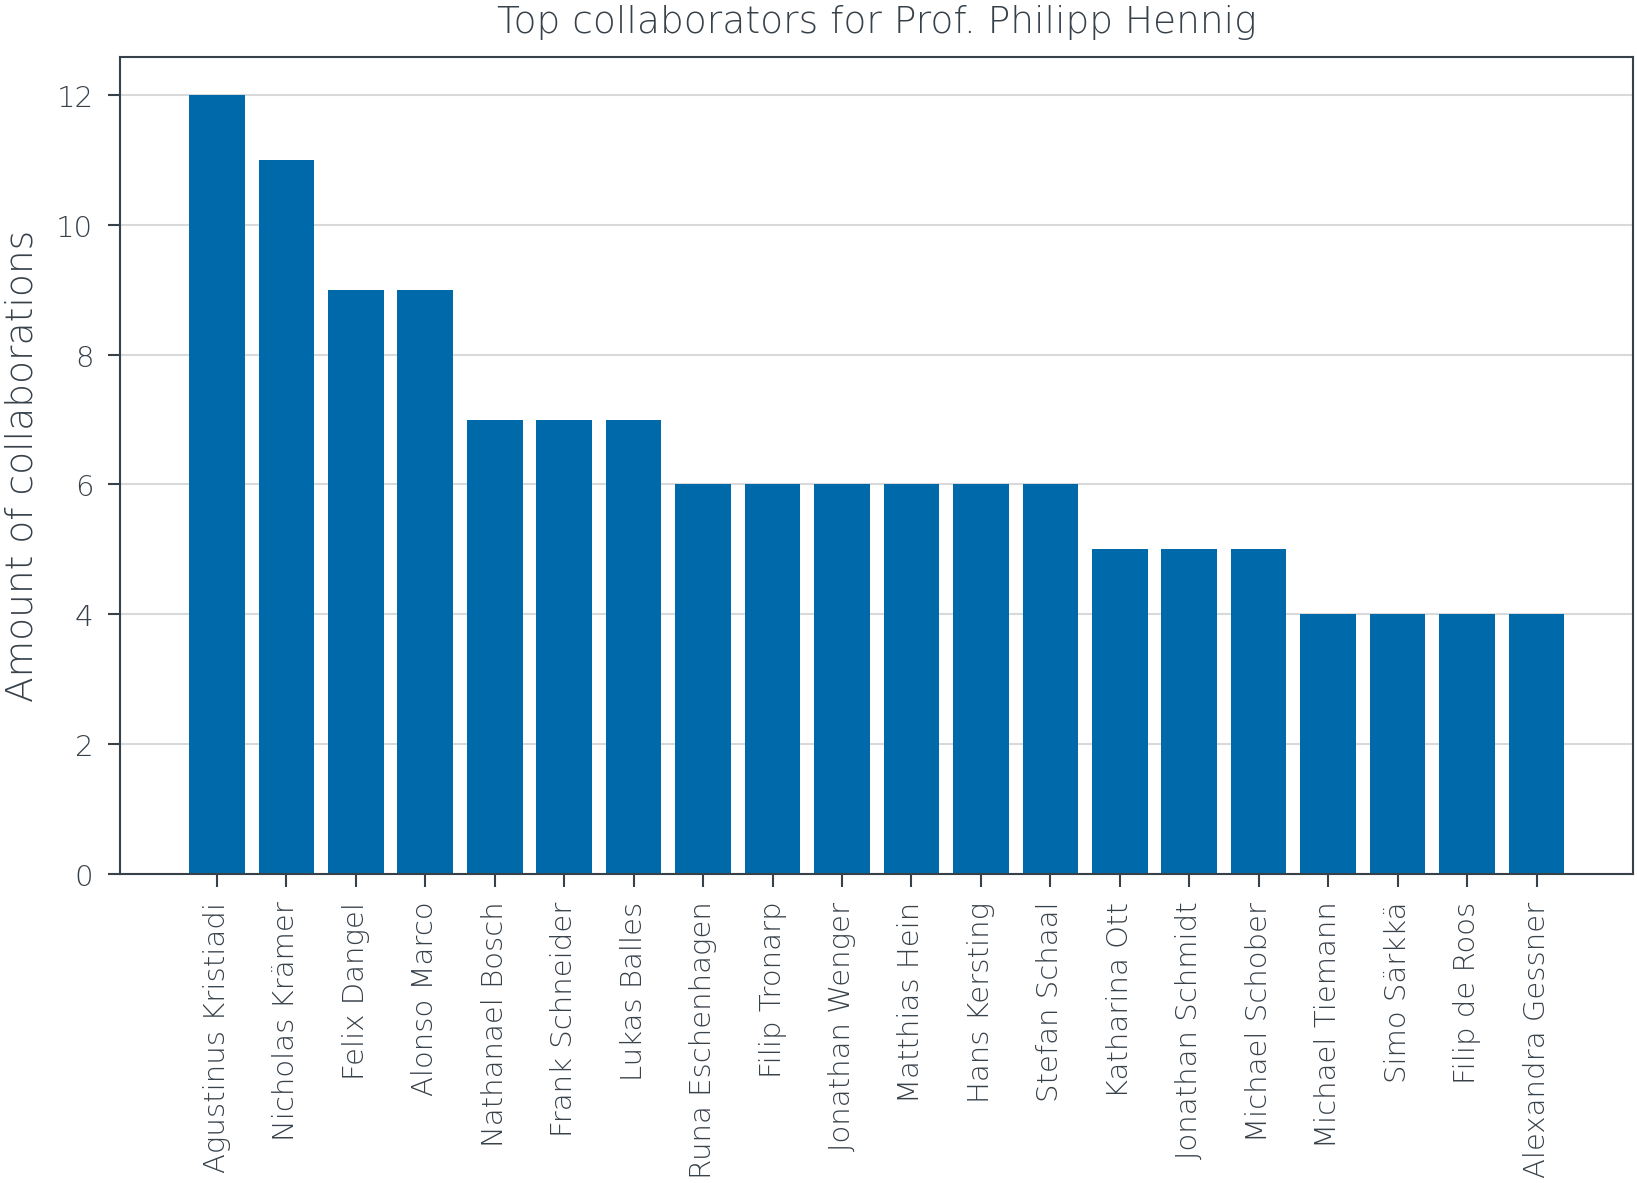 Top collaborators for Prof. Philipp Hennig
Amount of collaborations
12
10
8
6
4
2
0
Agustinus Kristiadi
Nicholas Krämer
Felix Dangel
Alonso Marco
Nathanael Bosch
Frank Schneider
Lukas Balles
Runa Eschenhagen
Filip Tronarp
Jonathan Wenger
Matthias Hein
Hans Kersting
Stefan Schaal
Katharina Ott
Jonathan Schmidt
Michael Schober
Michael Tiemann
Simo Särkkä
Filip de Roos
Alexandra Gessner